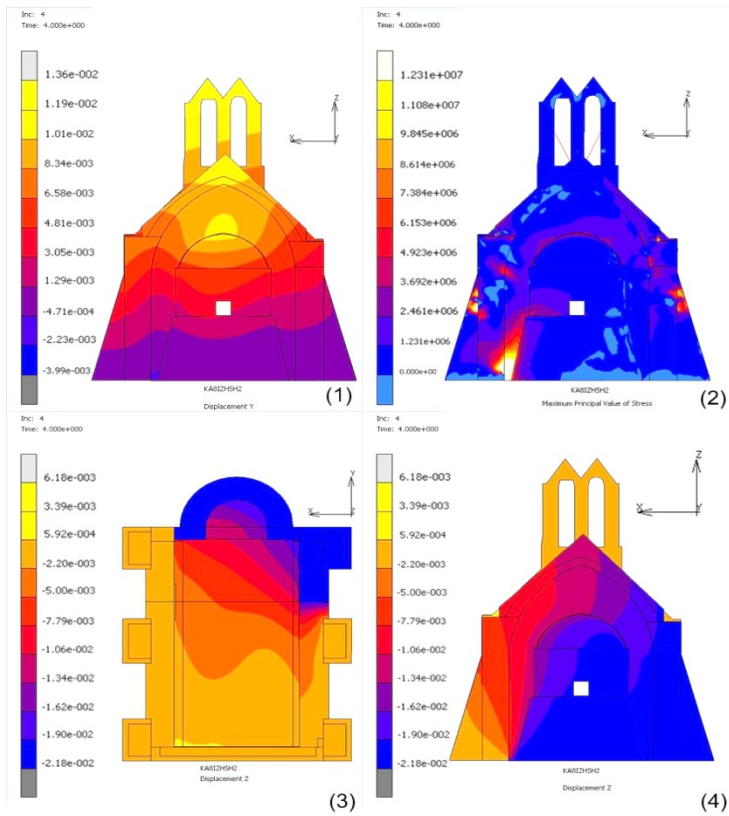 Inc: 4
Time: 4.000e+000
1.36e-002
1.19e-002
1.01e-002
8.34e-003
6.58e-003
4.81e-003
3.05e-003
1.29e-003
-4.71e-004
-2.23e-003
-3.99e-003
Z
X
Y
KA8IZHSH2
Displacement Y
(1)
Inc: 4
Time: 4.000e+000
1.231e+007
1.108e+007
9.845e+006
8.614e+006
7.384e+006
6.153e+006
4.923e+006
3.692e+006
2.461e+006
1.231e+006
0.000e+00
Z
X
Y
KA8IZHSH2
Maximum Principal Value of Stress
(2)
Inc: 4
Time: 4.000e+000
6.18e-003
3.39e-003
5.92e-004
-2.20e-003
-5.00e-003
-7.79e-003
-1.06e-002
-1.34e-002
-1.62e-002
-1.90e-002
-2.18e-002
Y
X
Z
KA8IZHSH2
Displacement Z
(3)
Inc: 4
Time: 4.000e+000
6.18e-003
3.39e-003
5.92e-004
-2.20e-003
-5.00e-003
-7.79e-003
-1.06e-002
-1.34e-002
-1.62e-002
-1.90e-002
-2.18e-002
Z
X
Y
KA8IZHSH2
Displacement Z
(4)